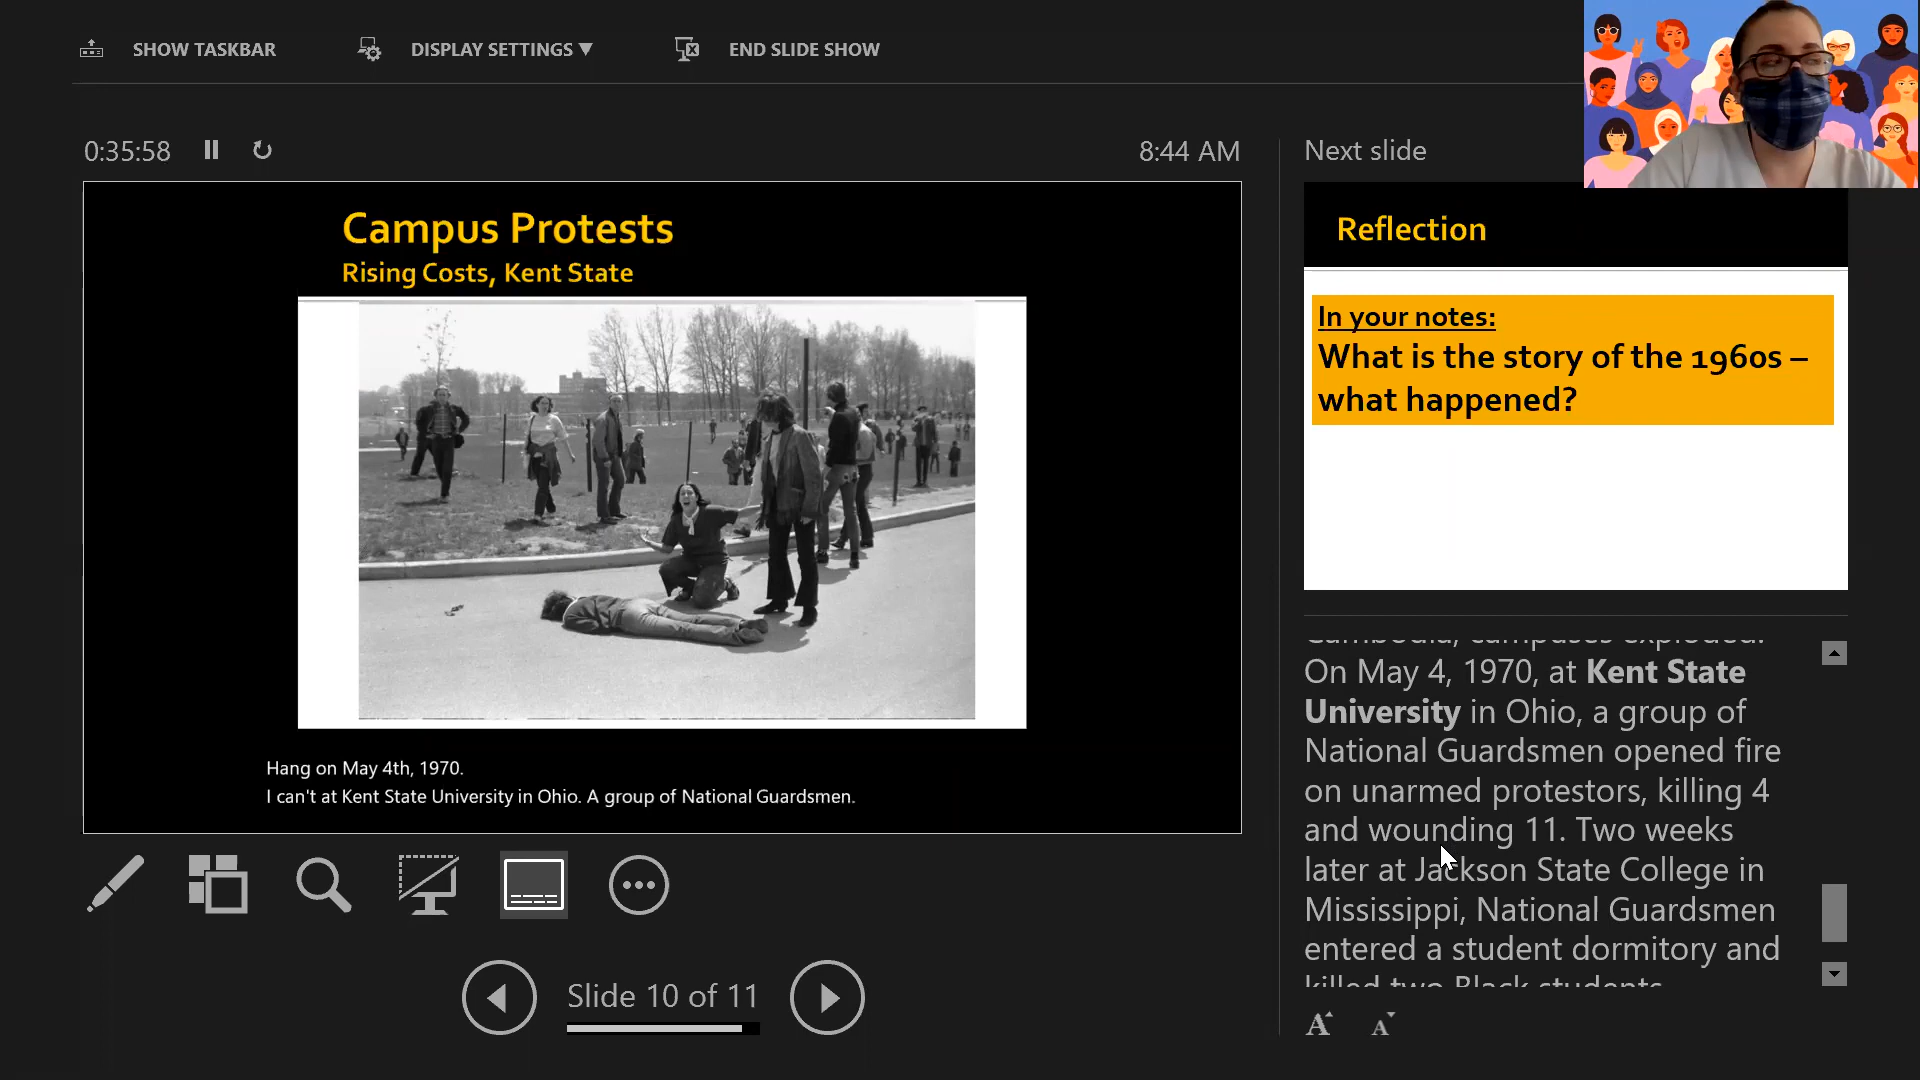 SHOW TASKBAR
DISPLAY SETTINGS ▼
END SLIDE SHOW
0:35:58
8:44 AM
Next slide
Campus Protests
Rising Costs, Kent State
Hang on May 4th, 1970.
I can't at Kent State University in Ohio. A group of National Guardsmen.
Slide 10 of 11
Reflection
In your notes:
What is the story of the 1960s –
what happened?
Cambodia, campuses exploded.
On May 4, 1970, at Kent State
University in Ohio, a group of
National Guardsmen opened fire
on unarmed protestors, killing 4
and wounding 11. Two weeks
later at Jackson State College in
Mississippi, National Guardsmen
entered a student dormitory and
killed two Black students.
A A